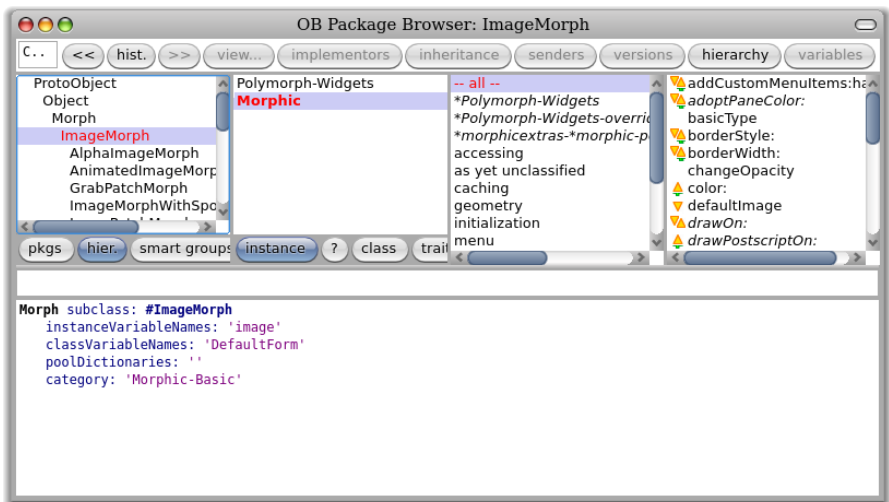 OB Package Browser: ImageMorph
C.. << hist. >> view... implementors inheritance senders versions hierarchy variables
ProtoObject
Object
Morph
ImageMorph
AlphaImageMorph
AnimatedImageMorp
GrabPatchMorph
ImageMorphWithSpo
Polymorph-Widgets
Morphic
-- all --
*Polymorph-Widgets
*Polymorph-Widgets-overrid
*morphicextras-*morphic-p
accessing
as yet unclassified
caching
geometry
initialization
menu
addCustomMenuItems:ha
adoptPaneColor:
basicType
borderStyle:
borderWidth:
changeOpacity
color:
defaultImage
drawOn:
drawPostscriptOn:
pkgs hier. smart groups instance ? class trait
Morph subclass: #ImageMorph
instanceVariableNames: 'image'
classVariableNames: 'DefaultForm'
poolDictionaries: ''
category: 'Morphic-Basic'